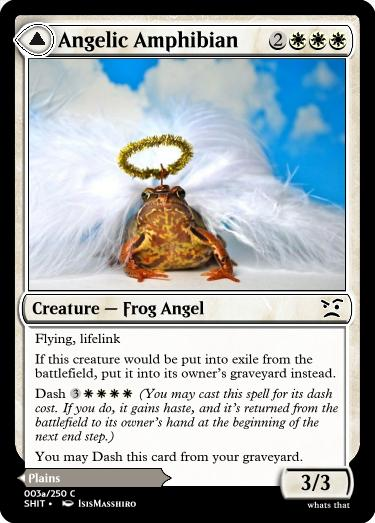 Angelic Amphibian 2
Creature — Frog Angel
Flying, lifelink
If this creature would be put into exile from the
battlefield, put it into its owner's graveyard instead.
Dash 3 (You may cast this spell for its dash
cost. If you do, it gains haste, and it's returned from the
battlefield to its owner's hand at the beginning of the
next end step.)
You may Dash this card from your graveyard.
Plains
3/3
003a/250 C
SHIT • IsisMasshiro
whats that